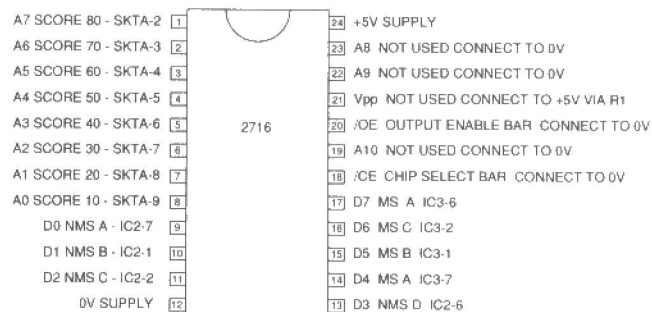 A7 SCORE 80 - SKTA-2 1
A6 SCORE 70 - SKTA-3 2
A5 SCORE 60 - SKTA-4 3
A4 SCORE 50 - SKTA-5 4
A3 SCORE 40 - SKTA-6 5
A2 SCORE 30 - SKTA-7 6
A1 SCORE 20 - SKTA-8 7
A0 SCORE 10 - SKTA-9 8
D0 NMS A - IC2-7 9
D1 NMS B - IC2-1 10
D2 NMS C - IC2-2 11
0V SUPPLY 12
2716
24 +5V SUPPLY
23 A8 NOT USED CONNECT TO 0V
22 A9 NOT USED CONNECT TO 0V
21 Vpp NOT USED CONNECT TO +5V VIA R1
20 /OE OUTPUT ENABLE BAR CONNECT TO 0V
19 A10 NOT USED CONNECT TO 0V
18 /CE CHIP SELECT BAR CONNECT TO 0V
17 D7 MS A IC3-6
16 D6 MS C IC3-2
15 D5 MS B IC3-1
14 D4 MS A IC3-7
13 D3 NMS D IC2-6